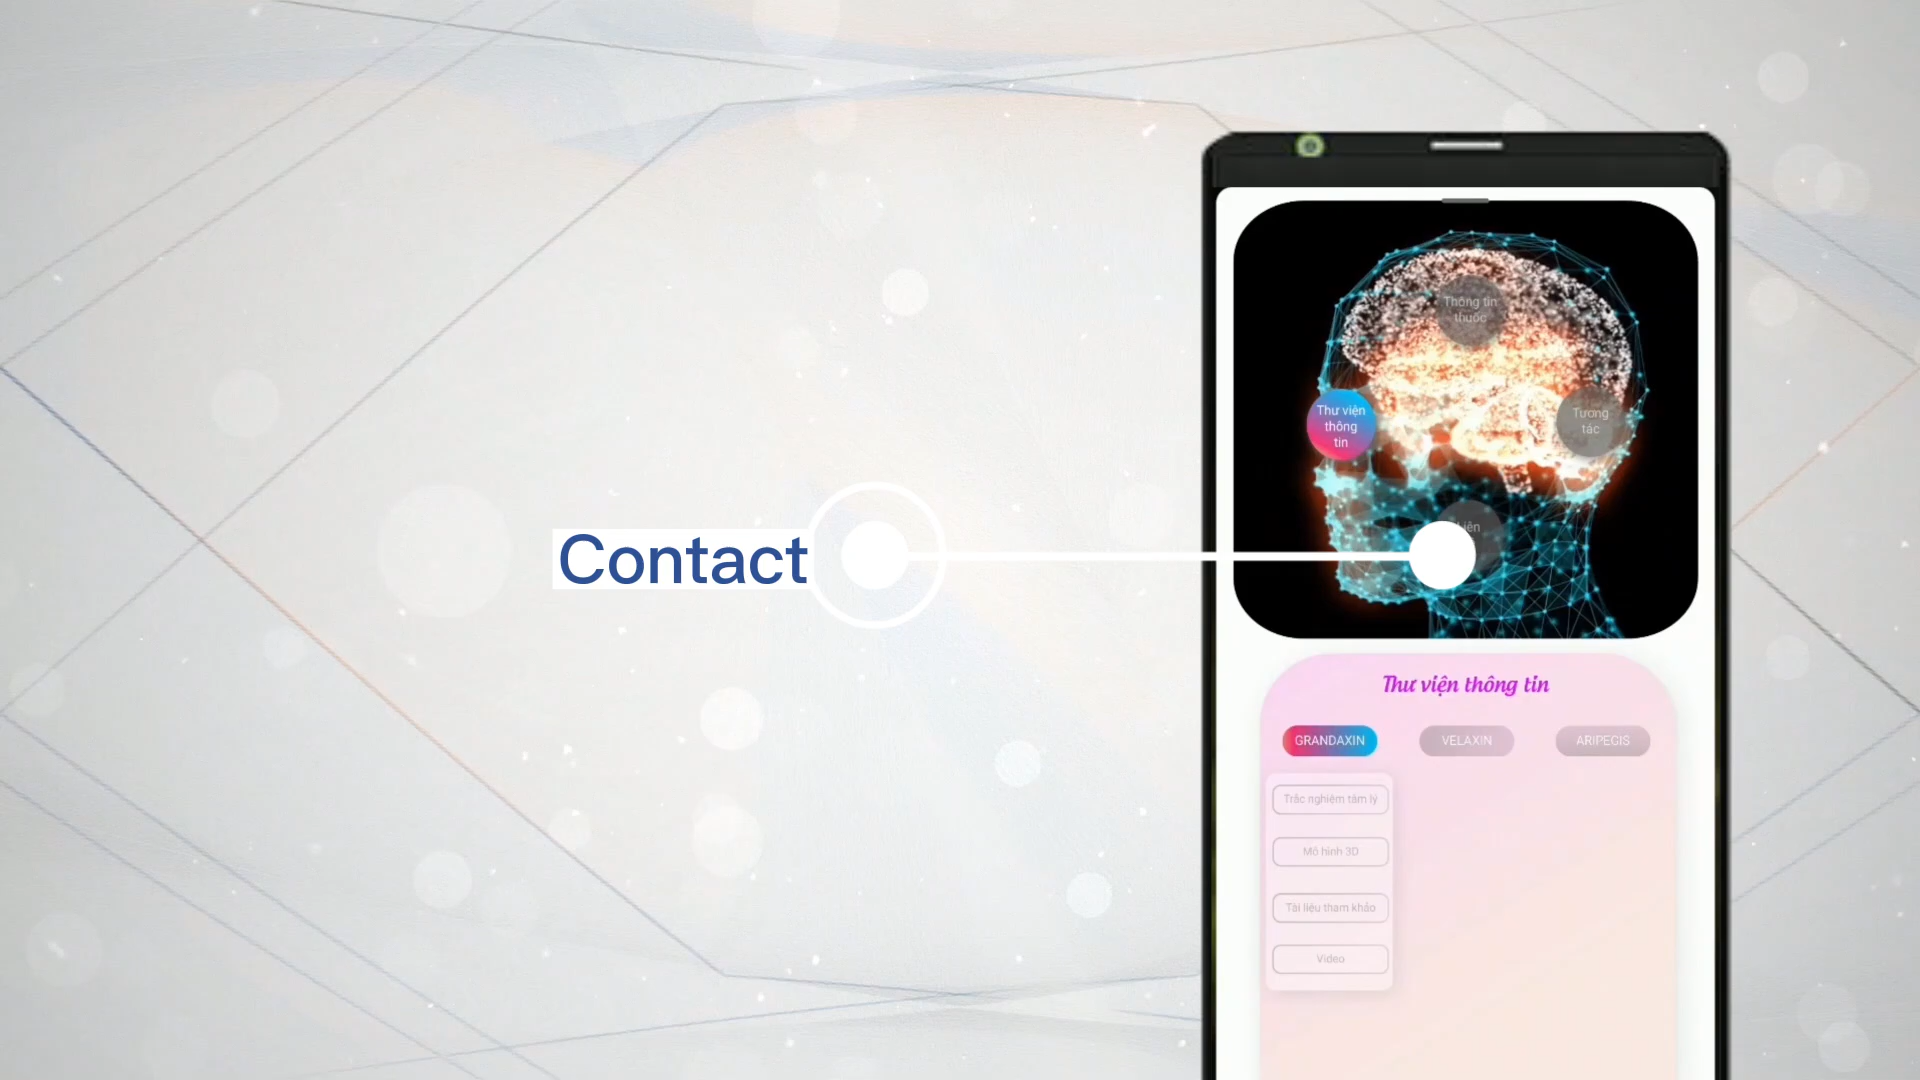 Contact
Thông tin
thuốc
Thư viện
thông
tin
Tương
tác
Liên
Thư viện thông tin
GRANDAXIN
VELAXIN
ARIPEGIS
Trắc nghiệm tâm lý
Mô hình 3D
Tài liệu tham khảo
Video